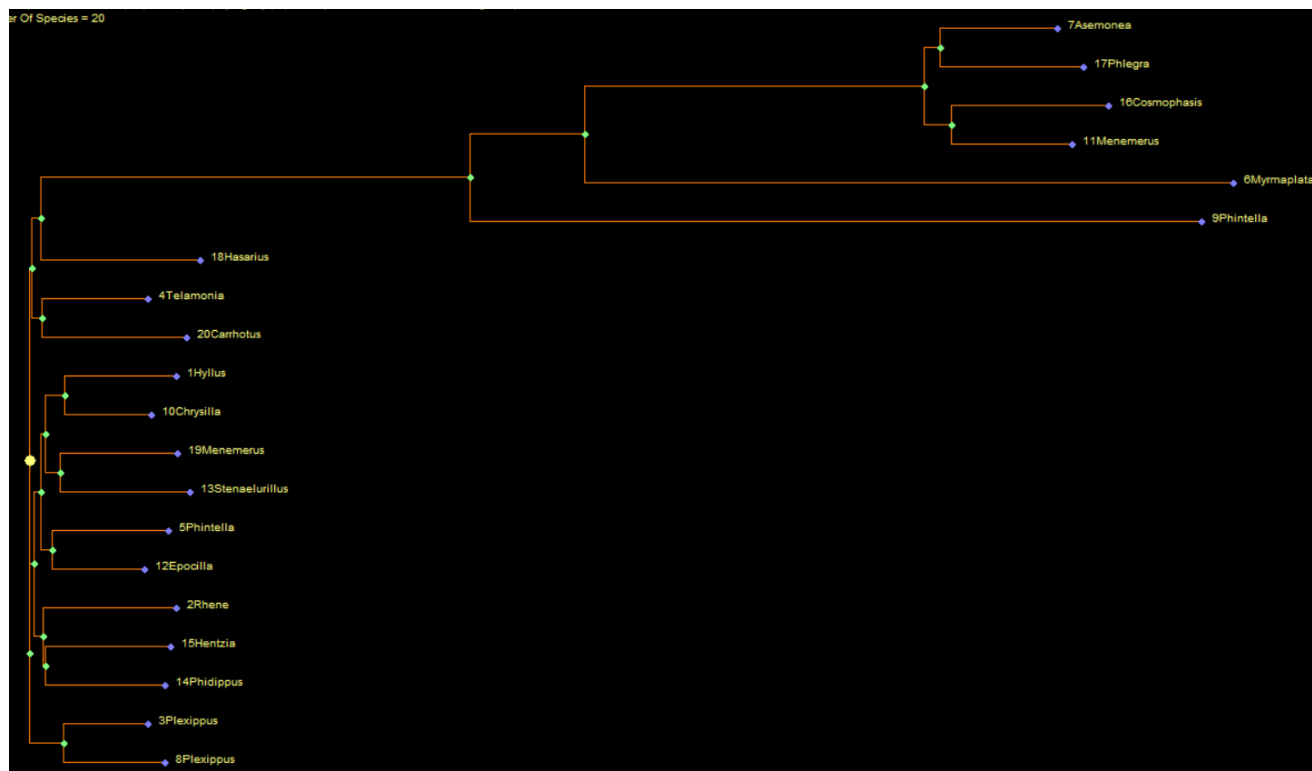 er Of Species = 20
7Asemonea
17Phlegra
16Cosmophasis
11Menemerus
6Myrmaplata
9Phintella
18Hasarius
4Telamonia
20Carrhotus
1Hyllus
10Chrysilla
19Menemerus
13Stenaelurillus
5Phintella
12Epocilla
2Rhene
15Hentzia
14Phidippus
3Plexippus
8Plexippus